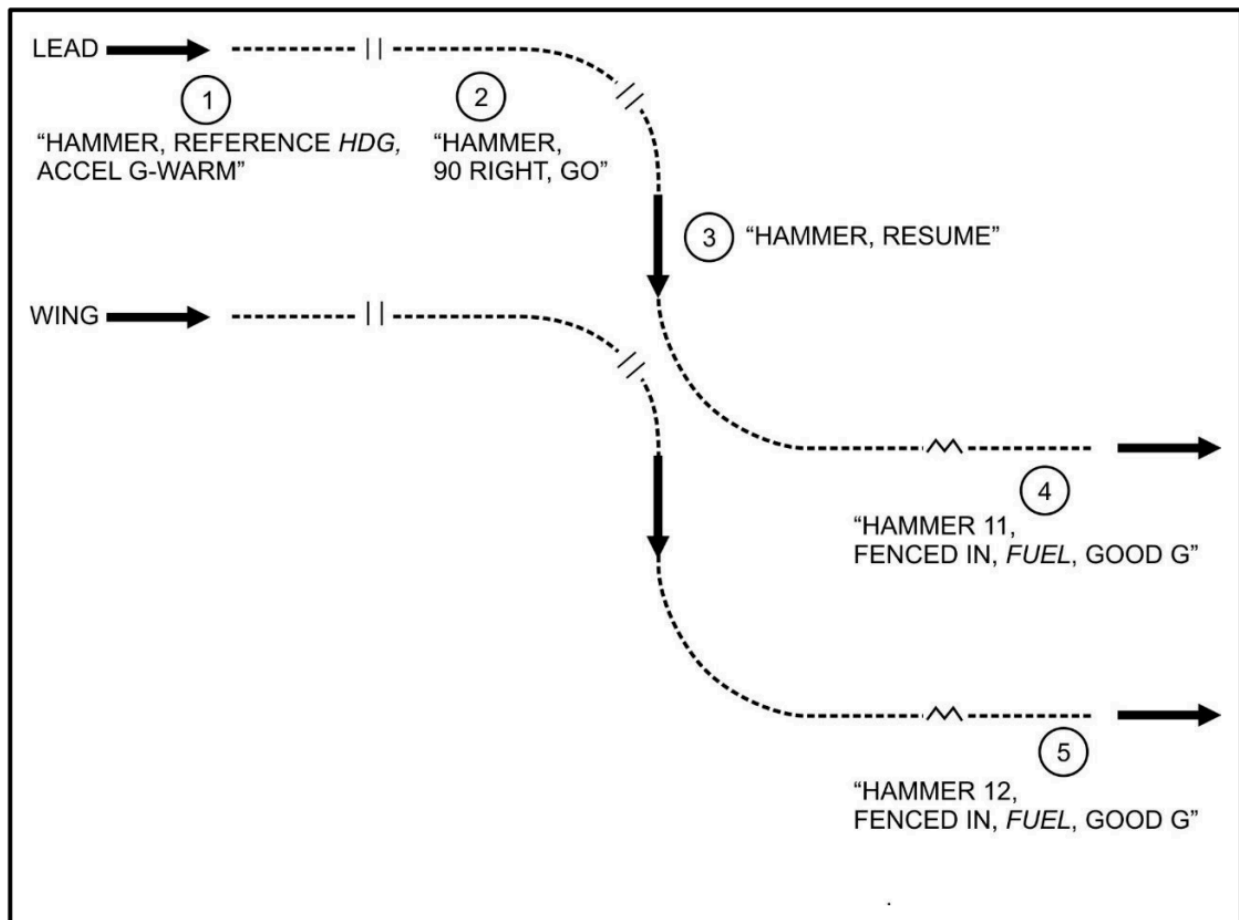 LEAD
1
“HAMMER, REFERENCE HDG,
ACCEL G-WARM”
2
“HAMMER,
90 RIGHT, GO”
3
“HAMMER, RESUME”
WING
4
“HAMMER 11,
FENCED IN, FUEL, GOOD G”
5
“HAMMER 12,
FENCED IN, FUEL, GOOD G”